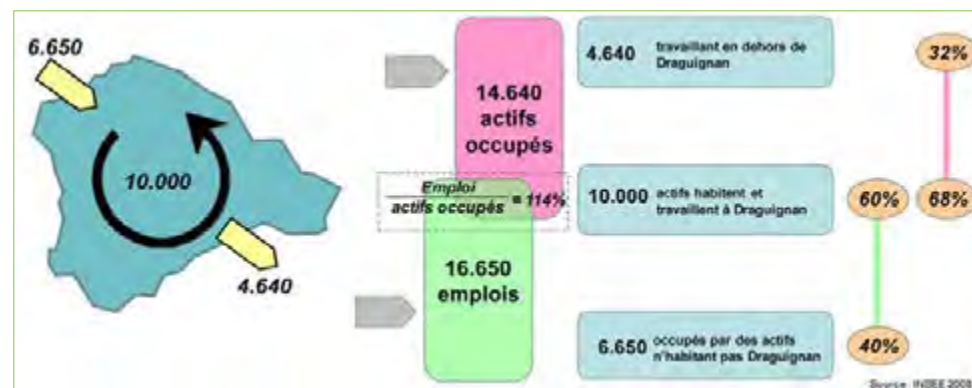 6.650
10.000
4.640
14.640
actifs
occupés
Emploi
actifs occupés
= 114%
16.650
emplois
4.640 travaillant en dehors de
Draguignan
10.000 actifs habitent et
travaillent à Draguignan
6.650 occupés par des actifs
n'habitant pas Draguignan
32%
60%
68%
40%
Source : INSEE